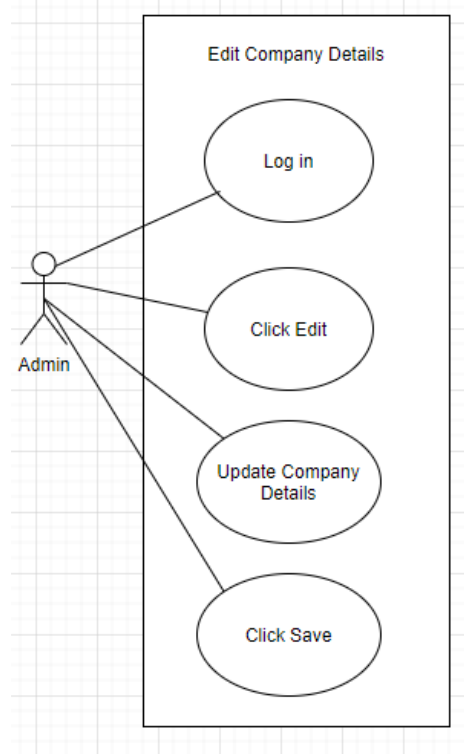 Edit Company Details
Log in
Click Edit
Admin
Update Company
Details
Click Save